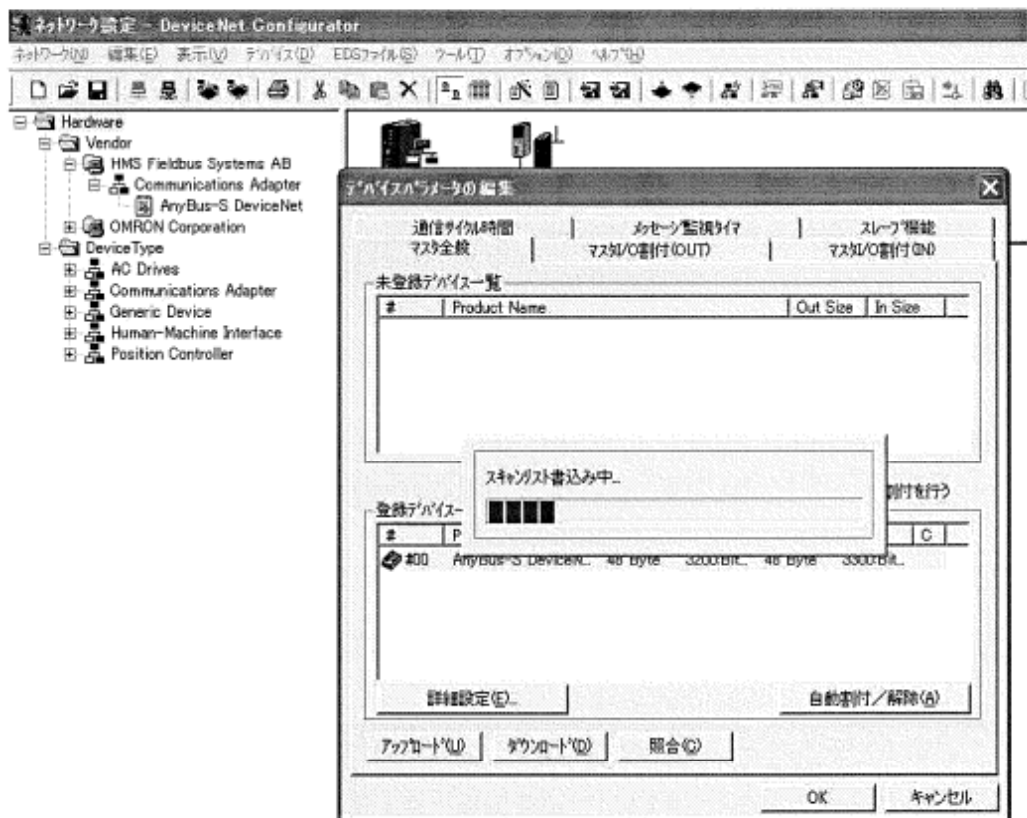 ネットワーク設定 - DeviceNet Configurator
ネットワーク(N) 編集(E) 表示(V) デバイス(D) EDSファイル(S) ツール(T) オプション(O) ヘルプ(H)
Hardware
Vendor
HMS Fieldbus Systems AB
Communications Adapter
AnyBus-S DeviceNet
OMRON Corporation
DeviceType
AC Drives
Communications Adapter
Generic Device
Human-Machine Interface
Position Controller
デバイスパラメータの編集
通信サイクル時間 メッセージ監視タイマ スレーブ機能
マスタ全般 マスタI/O割付(OUT) マスタI/O割付(IN)
未登録デバイス一覧
# Product Name Out Size In Size
スキャンリスト書込み中...
割付を行う
登録デバイス一
# P C
#00 AnyBus-S DeviceN... 48 Byte 3200:Bit... 48 Byte 3300:Bit...
詳細設定(E)... 自動割付/解除(A)
アップロード(U) ダウンロード(D) 照合(C)
OK キャンセル